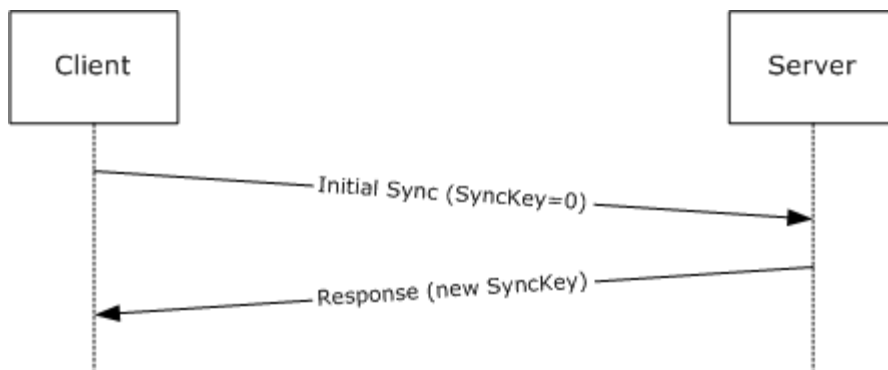 Client
Server
Initial Sync (SyncKey=0)
Response (new SyncKey)